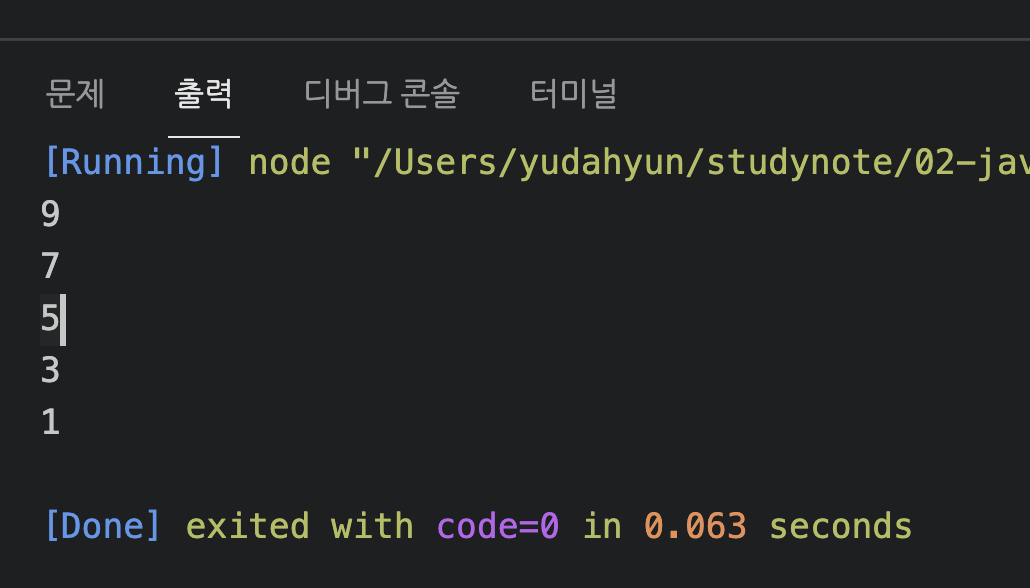 문제 출력 디버그 콘솔 터미널
[Running] node "/Users/yudahyun/studynote/02-jav
9
7
5
3
1
[Done] exited with code=0 in 0.063 seconds